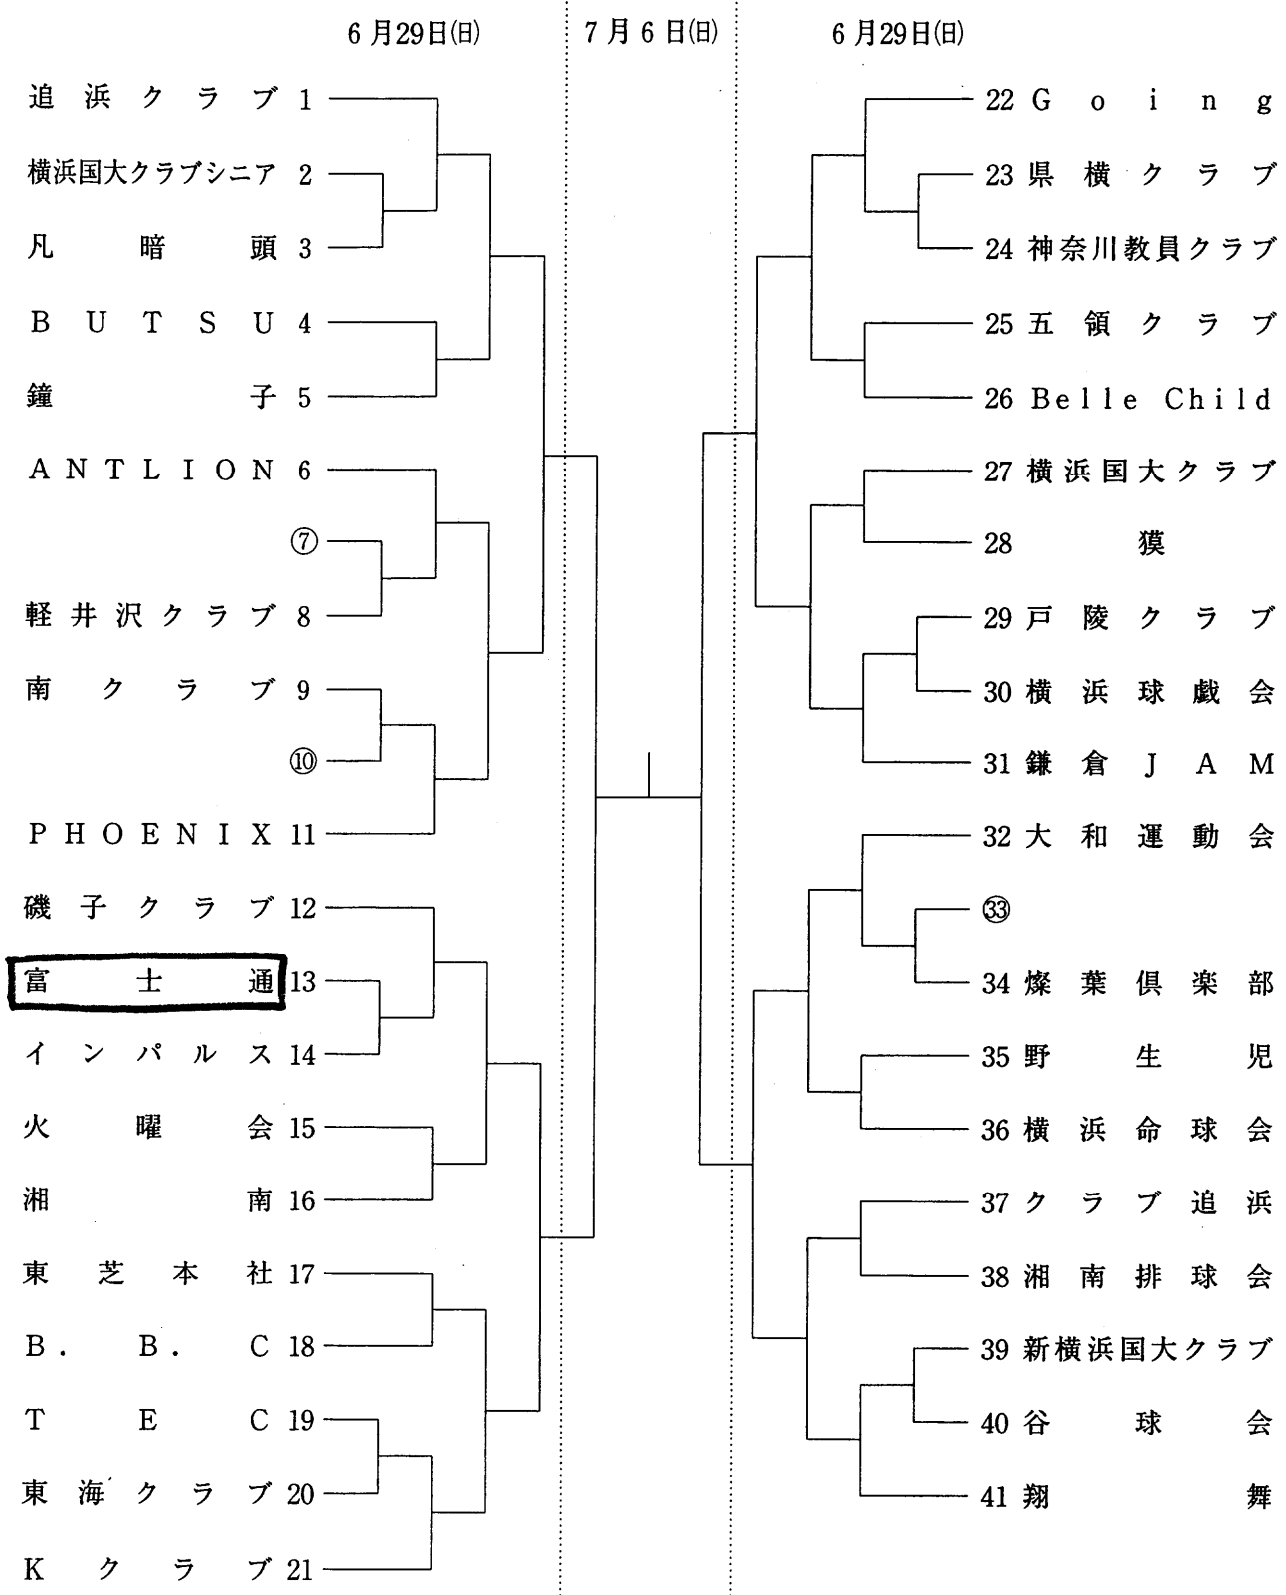 6月29日(日) 7月6日(日) 6月29日(日)
追浜クラブ 1
横浜国大クラブシニア 2
凡暗頭 3
BUTSU 4
鐘子 5
ANTLION 6
⑦
軽井沢クラブ 8
南クラブ 9
⑩
PHOENIX 11
磯子クラブ 12
富士通 13
インパルス 14
火曜会 15
湘南 16
東芝本社 17
B.B.C 18
TEC 19
東海クラブ 20
Kクラブ 21
22 Going
23 県横クラブ
24 神奈川教員クラブ
25 五領クラブ
26 Belle Child
27 横浜国大クラブ
28 獏
29 戸陵クラブ
30 横浜球戯会
31 鎌倉JAM
32 大和運動会
㉝
34 燦葉倶楽部
35 野生児
36 横浜命球会
37 クラブ追浜
38 湘南排球会
39 新横浜国大クラブ
40 谷球会
41 翔舞